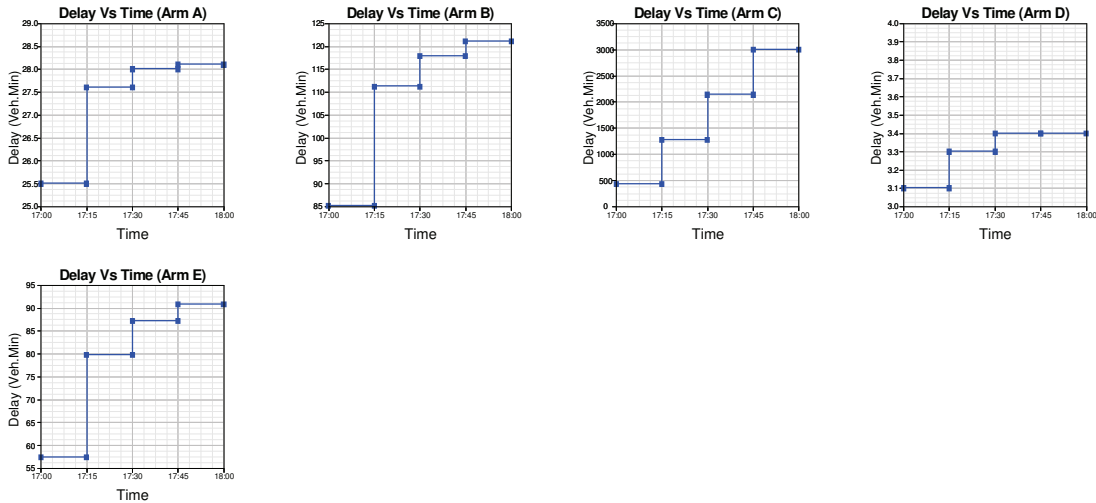 Delay Vs Time (Arm A)
Delay (Veh.Min)
29.0
28.5
28.0
27.5
27.0
26.5
26.0
25.5
25.0
17:00 17:15 17:30 17:45 18:00
Time
Delay Vs Time (Arm B)
Delay (Veh.Min)
125
120
115
110
105
100
95
90
85
17:00 17:15 17:30 17:45 18:00
Time
Delay Vs Time (Arm C)
Delay (Veh.Min)
3500
3000
2500
2000
1500
1000
500
0
17:00 17:15 17:30 17:45 18:00
Time
Delay Vs Time (Arm D)
Delay (Veh.Min)
4.0
3.9
3.8
3.7
3.6
3.5
3.4
3.3
3.2
3.1
3.0
17:00 17:15 17:30 17:45 18:00
Time
Delay Vs Time (Arm E)
Delay (Veh.Min)
95
90
85
80
75
70
65
60
55
17:00 17:15 17:30 17:45 18:00
Time